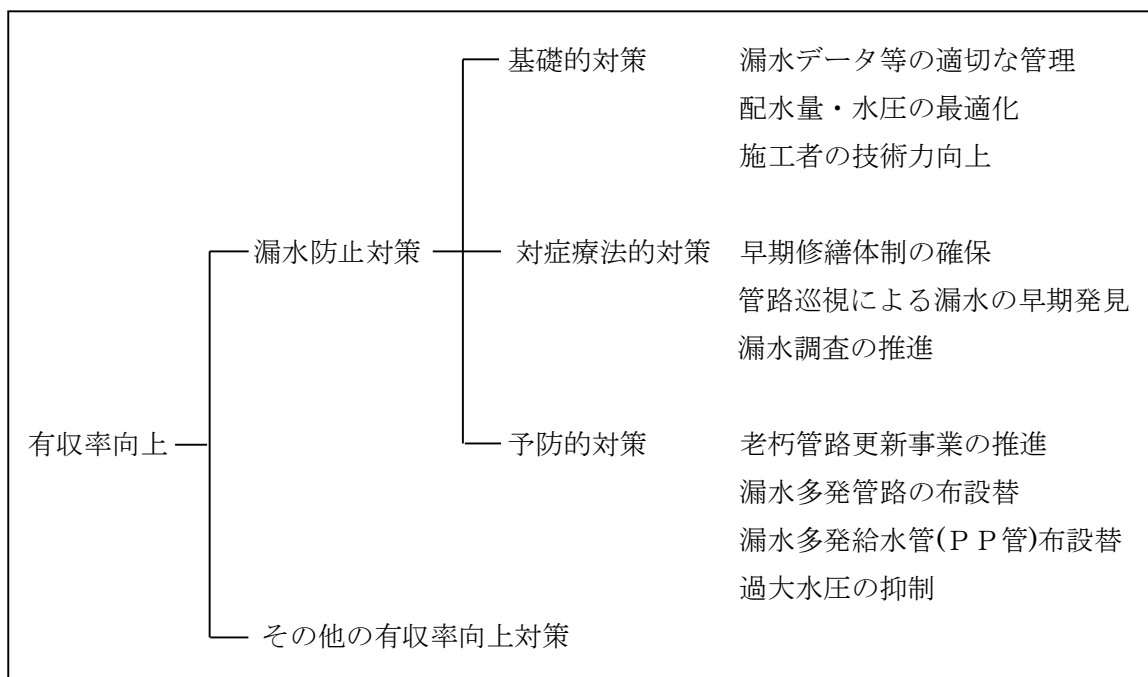 基礎的対策 漏水データ等の適切な管理
配水量・水圧の最適化
施工者の技術力向上
漏水防止対策 対症療法的対策 早期修繕体制の確保
管路巡視による漏水の早期発見
漏水調査の推進
有収率向上 予防的対策 老朽管路更新事業の推進
漏水多発管路の布設替
漏水多発給水管(ＰＰ管)布設替
過大水圧の抑制
その他の有収率向上対策